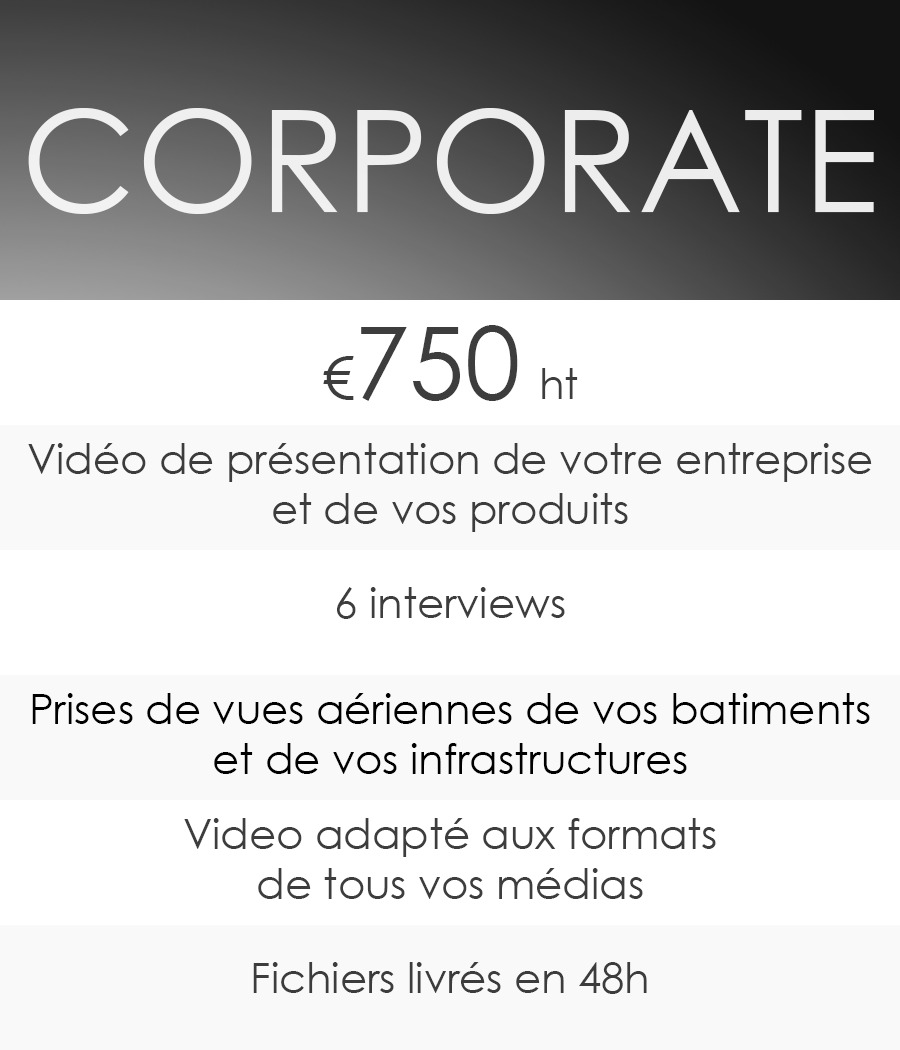 CORPORATE
€750 ht
Vidéo de présentation de votre entreprise
et de vos produits
6 interviews
Prises de vues aériennes de vos batiments
et de vos infrastructures
Video adapté aux formats
de tous vos médias
Fichiers livrés en 48h